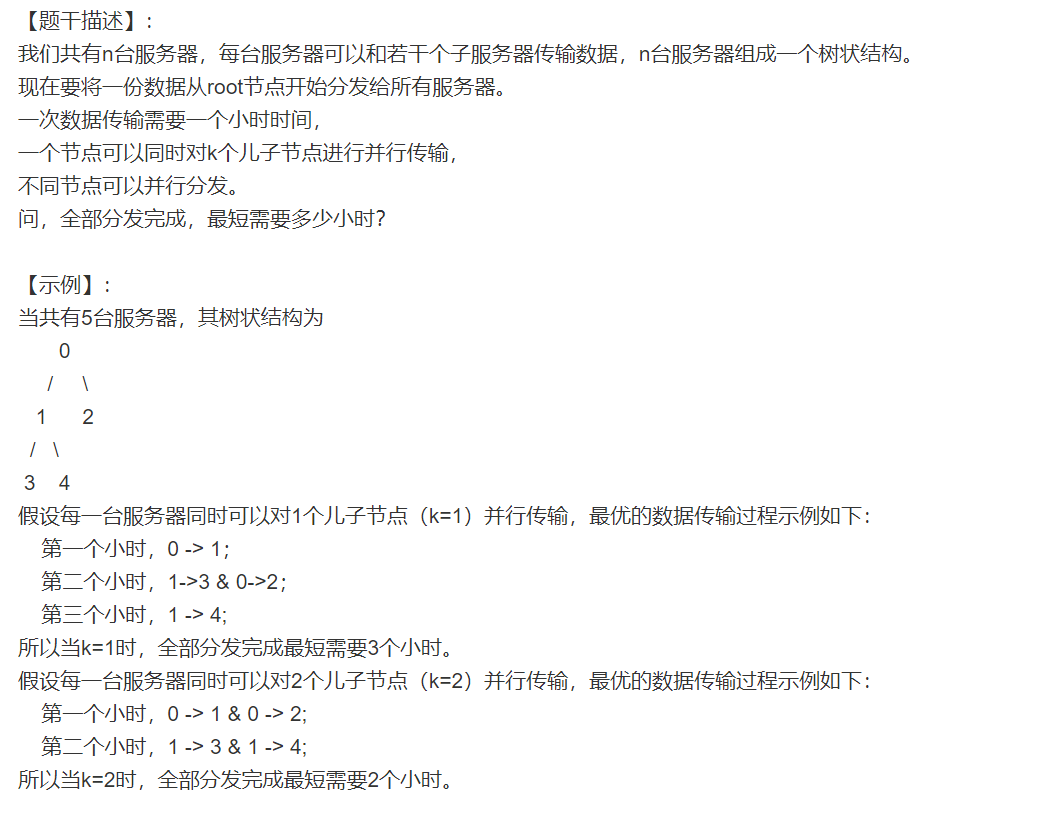 【题干描述】：
我们共有n台服务器，每台服务器可以和若干个子服务器传输数据，n台服务器组成一个树状结构。
现在要将一份数据从root节点开始分发给所有服务器。
一次数据传输需要一个小时时间，
一个节点可以同时对k个儿子节点进行并行传输，
不同节点可以并行分发。
问，全部分发完成，最短需要多少小时？
【示例】：
当共有5台服务器，其树状结构为
0
/ \
1 2
/ \
3 4
假设每一台服务器同时可以对1个儿子节点（k=1）并行传输，最优的数据传输过程示例如下：
第一个小时，0 -> 1；
第二个小时，1->3 & 0->2；
第三个小时，1 -> 4;
所以当k=1时，全部分发完成最短需要3个小时。
假设每一台服务器同时可以对2个儿子节点（k=2）并行传输，最优的数据传输过程示例如下：
第一个小时，0 -> 1 & 0 -> 2;
第二个小时，1 -> 3 & 1 -> 4;
所以当k=2时，全部分发完成最短需要2个小时。